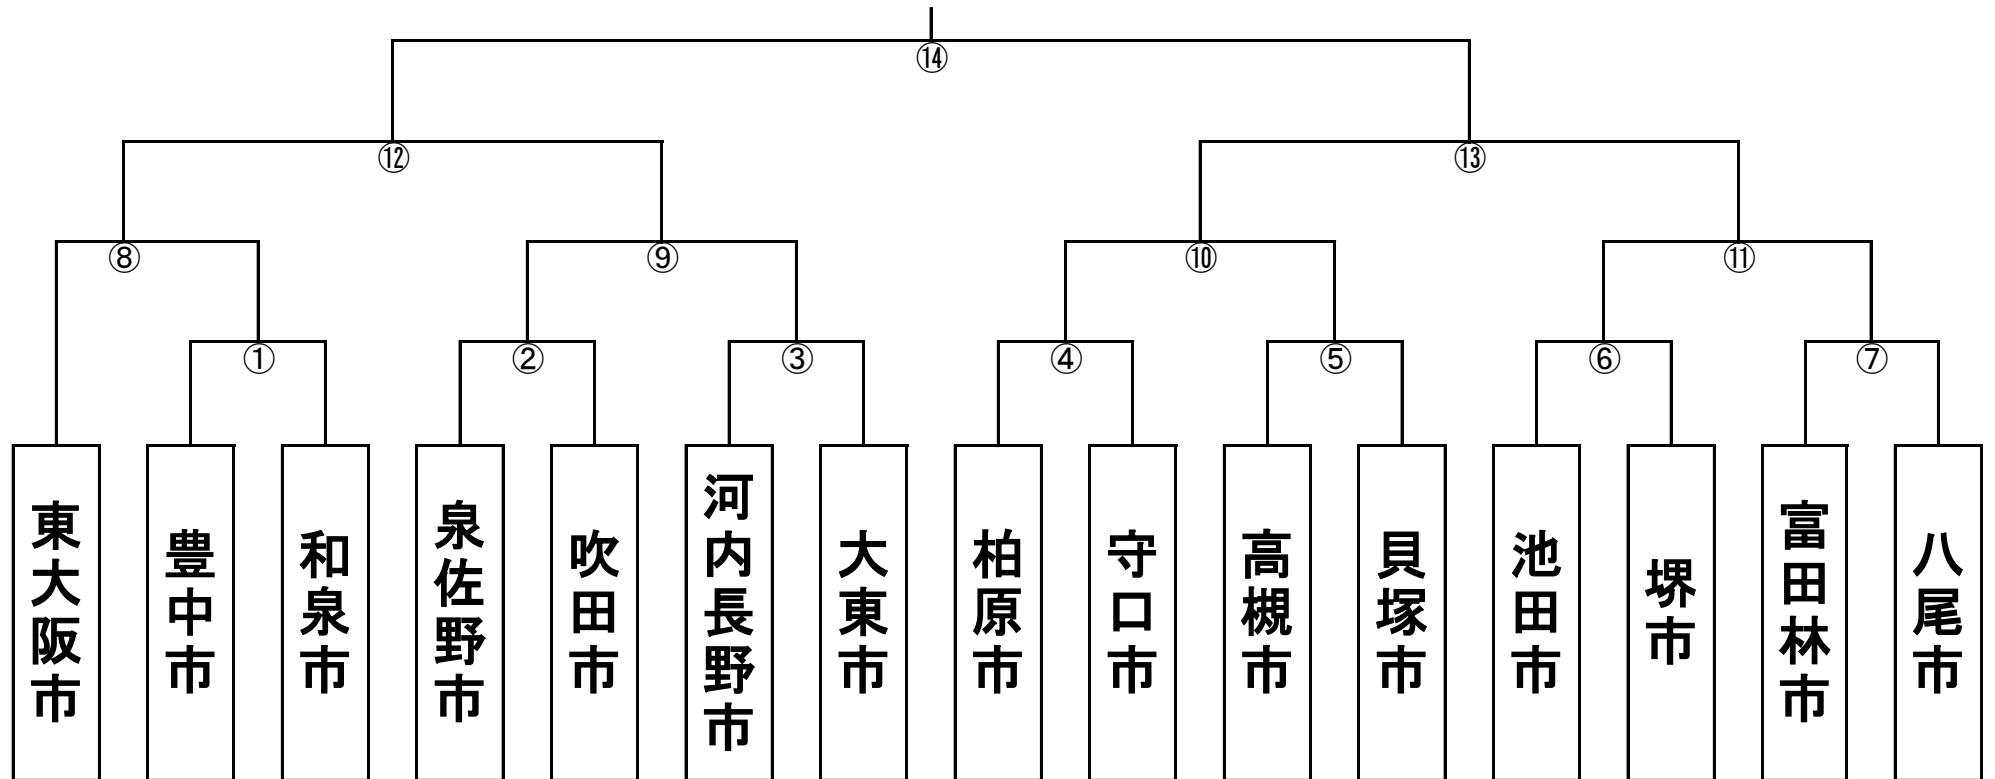 ⑭
⑫
⑬
⑧
⑨
⑩
⑪
①
②
③
④
⑤
⑥
⑦
東大阪市
豊中市
和泉市
泉佐野市
吹田市
河内長野市
大東市
柏原市
守口市
高槻市
貝塚市
池田市
堺市
富田林市
八尾市